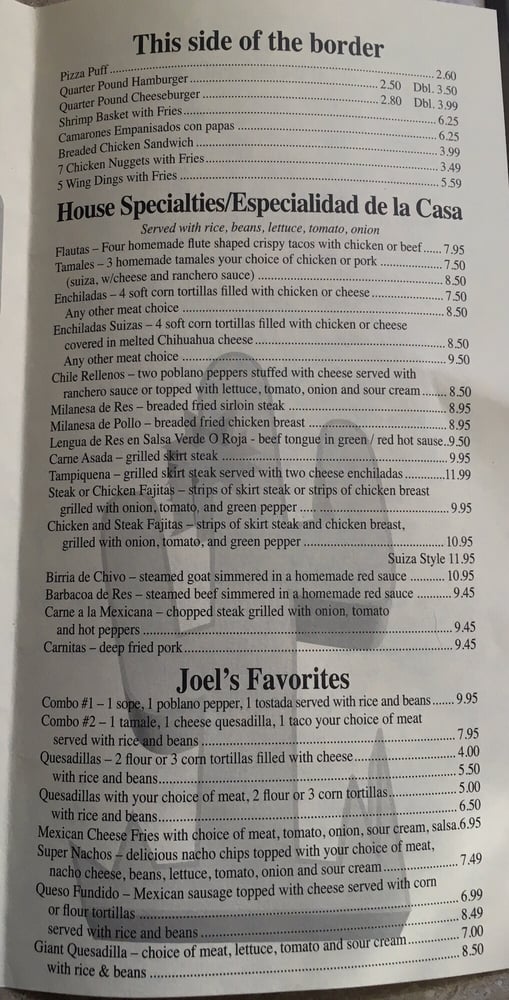 This side of the border
Pizza Puff.....2.60
Quarter Pound Hamburger.....2.50 Dbl. 3.50
Quarter Pound Cheeseburger.....2.80 Dbl. 3.99
Shrimp Basket with Fries.....6.25
Camarones Empanisados con papas.....6.25
Breaded Chicken Sandwich.....3.99
7 Chicken Nuggets with Fries.....3.49
5 Wing Dings with Fries.....5.59
House Specialties/Especialidad de la Casa
Served with rice, beans, lettuce, tomato, onion
Flautas – Four homemade flute shaped crispy tacos with chicken or beef.....7.95
Tamales – 3 homemade tamales your choice of chicken or pork.....7.50
(suiza, w/cheese and ranchero sauce).....8.50
Enchiladas – 4 soft corn tortillas filled with chicken or cheese.....7.50
Any other meat choice.....8.50
Enchiladas Suizas – 4 soft corn tortillas filled with chicken or cheese
covered in melted Chihuahua cheese.....8.50
Any other meat choice.....9.50
Chile Rellenos – two poblano peppers stuffed with cheese served with
ranchero sauce or topped with lettuce, tomato, onion and sour cream.....8.50
Milanesa de Res – breaded fried sirloin steak.....8.95
Milanesa de Pollo – breaded fried chicken breast.....8.95
Lengua de Res en Salsa Verde O Roja - beef tongue in green / red hot sauce.9.50
Carne Asada – grilled skirt steak.....9.95
Tampiquena – grilled skirt steak served with two cheese enchiladas.....11.99
Steak or Chicken Fajitas – strips of skirt steak or strips of chicken breast
grilled with onion, tomato, and green pepper.....9.95
Chicken and Steak Fajitas – strips of skirt steak and chicken breast,
grilled with onion, tomato, and green pepper.....10.95
Suiza Style 11.95
Birria de Chivo – steamed goat simmered in a homemade red sauce.....10.95
Barbacoa de Res – steamed beef simmered in a homemade red sauce.....9.45
Carne a la Mexicana – chopped steak grilled with onion, tomato
and hot peppers.....9.45
Carnitas – deep fried pork.....9.45
Joel's Favorites
Combo #1 – 1 sope, 1 poblano pepper, 1 tostada served with rice and beans.....9.95
Combo #2 – 1 tamale, 1 cheese quesadilla, 1 taco your choice of meat
served with rice and beans.....7.95
Quesadillas – 2 flour or 3 corn tortillas filled with cheese.....4.00
with rice and beans.....5.50
Quesadillas with your choice of meat, 2 flour or 3 corn tortillas.....5.00
with rice and beans.....6.50
Mexican Cheese Fries with choice of meat, tomato, onion, sour cream, salsa.6.95
Super Nachos – delicious nacho chips topped with your choice of meat,
nacho cheese, beans, lettuce, tomato, onion and sour cream.....7.49
Queso Fundido – Mexican sausage topped with cheese served with corn
or flour tortillas.....6.99
served with rice and beans.....8.49
Giant Quesadilla – choice of meat, lettuce, tomato and sour cream.....7.00
with rice & beans.....8.50